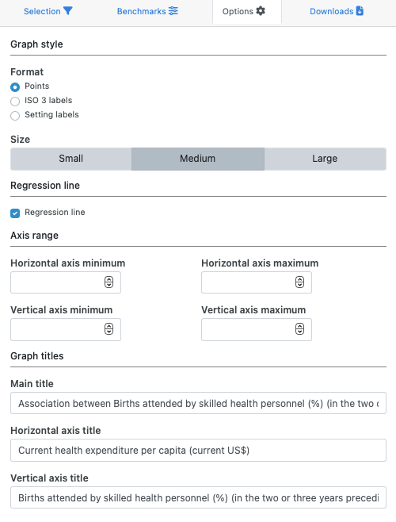 Selection Benchmarks Options Downloads
Graph style
Format
Points
ISO 3 labels
Setting labels
Size
Small Medium Large
Regression line
Regression line
Axis range
Horizontal axis minimum Horizontal axis maximum
Vertical axis minimum Vertical axis maximum
Graph titles
Main title
Association between Births attended by skilled health personnel (%) (in the two
Horizontal axis title
Current health expenditure per capita (current US$)
Vertical axis title
Births attended by skilled health personnel (%) (in the two or three years precedi